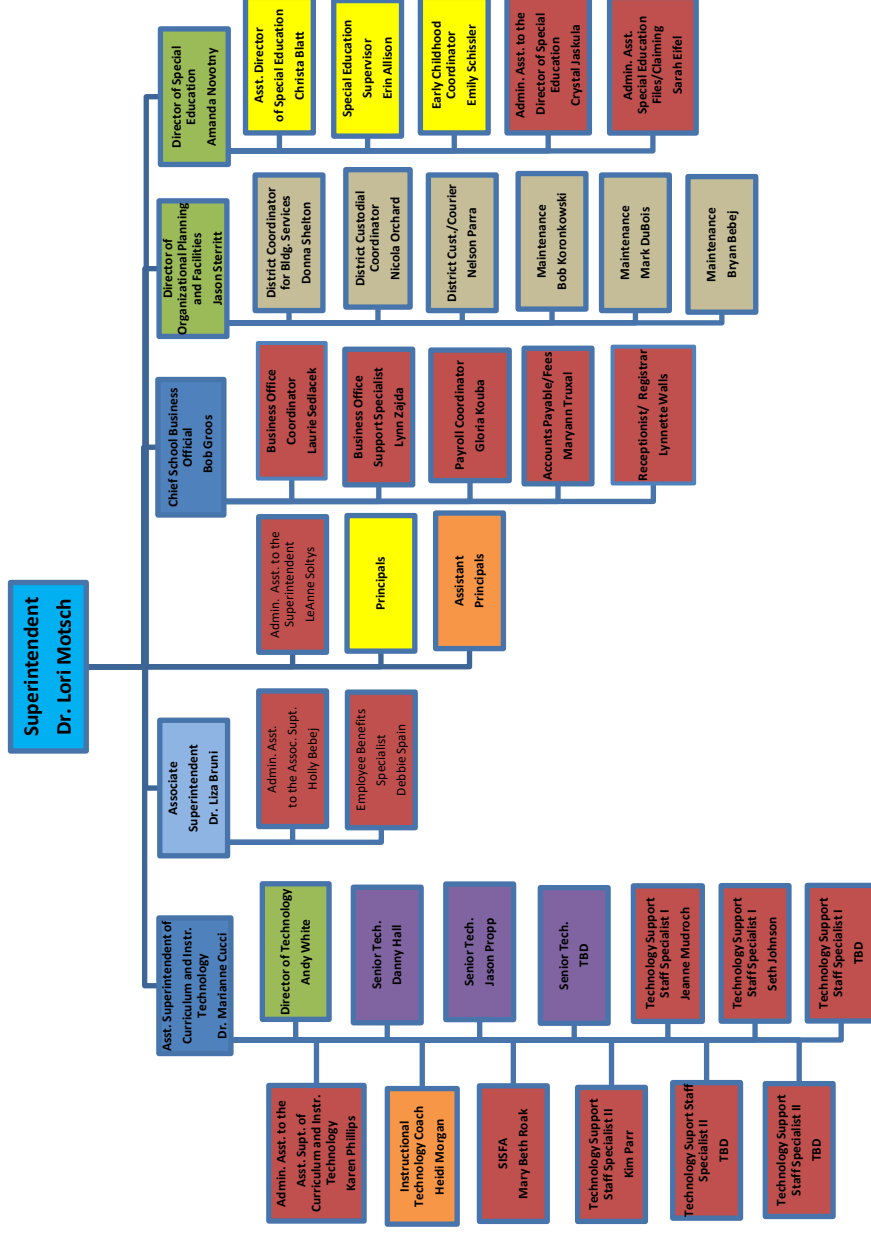 Superintendent
Dr. Lori Motsch
Asst. Superintendent of
Curriculum and Instr.
Technology
Dr. Marianne Cucci
Admin. Asst. to the
Asst. Supt. of
Curriculum and Instr.
Technology
Karen Phillips
Instructional
Technology Coach
Heidi Morgan
SISFA
Mary Beth Roak
Technology Support
Staff Specialist II
Kim Parr
Technology Suport Staff
Specialist II
TBD
Technology Support
Staff Specialist II
TBD
Director of Technology
Andy White
Senior Tech.
Danny Hall
Senior Tech.
Jason Propp
Senior Tech.
TBD
Technology Support
Staff Specialist I
Jeanne Mudroch
Technology Support
Staff Specialist I
Seth Johnson
Technology Support
Staff Specialist I
TBD
Associate
Superintendent
Dr. Liza Bruni
Admin. Asst.
to the Assoc. Supt.
Holly Bebej
Employee Benefits
Specialist
Debbie Spain
Admin. Asst. to the
Superintendent
LeAnne Soltys
Principals
Assistant
Principals
Chief School Business
Official
Bob Groos
Business Office
Coordinator
Laurie Sedlacek
Business Office
Support Specialist
Lynn Zajda
Payroll Coordinator
Gloria Kouba
Accounts Payable/Fees
Maryann Truxal
Receptionist/ Registrar
Lynnette Walls
Director of
Organizational Planning
and Facilities
Jason Sterritt
District Coordinator
for Bldg. Services
Donna Shelton
District Custodial
Coordinator
Nicola Orchard
District Cust./Courier
Nelson Parra
Maintenance
Bob Koronkowski
Maintenance
Mark DuBois
Maintenance
Bryan Bebej
Director of Special
Education
Amanda Novotny
Asst. Director
of Special Education
Christa Blatt
Special Education
Supervisor
Erin Allison
Early Childhood
Coordinator
Emily Schissler
Admin. Asst. to the
Director of Special
Education
Crystal Jaskula
Admin. Asst.
Special Education
Files/Claiming
Sarah Eifel